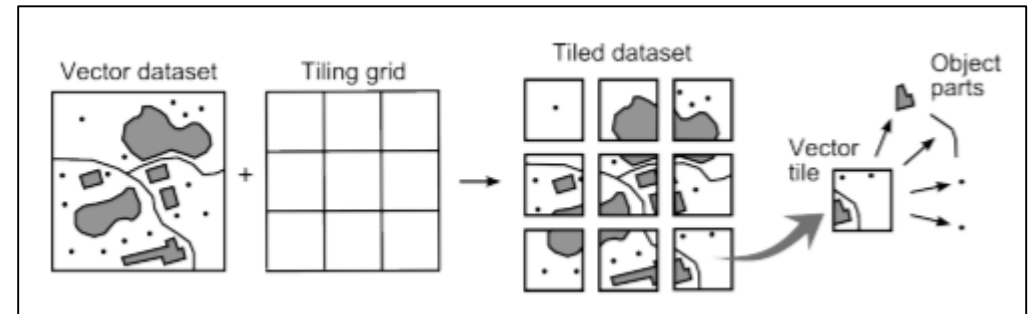 Vector dataset
Tiling grid
Tiled dataset
Object
parts
Vector
tile
+